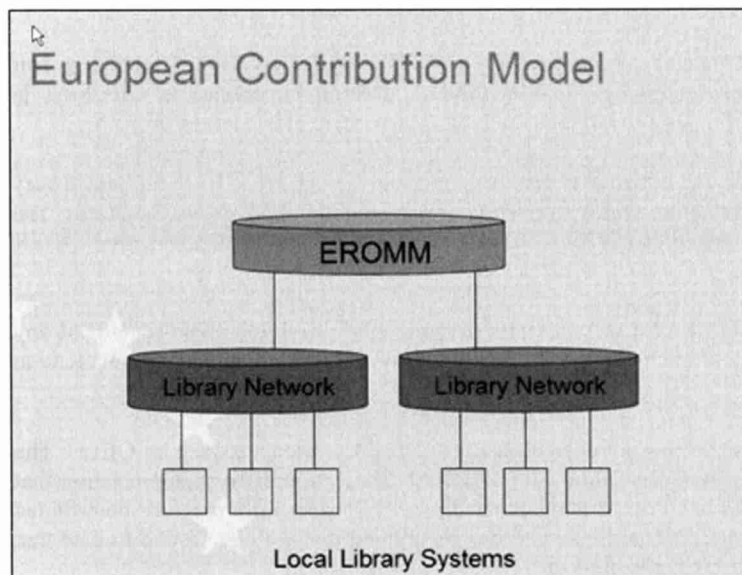 European Contribution Model
EROMM
Library Network
Library Network
Local Library Systems